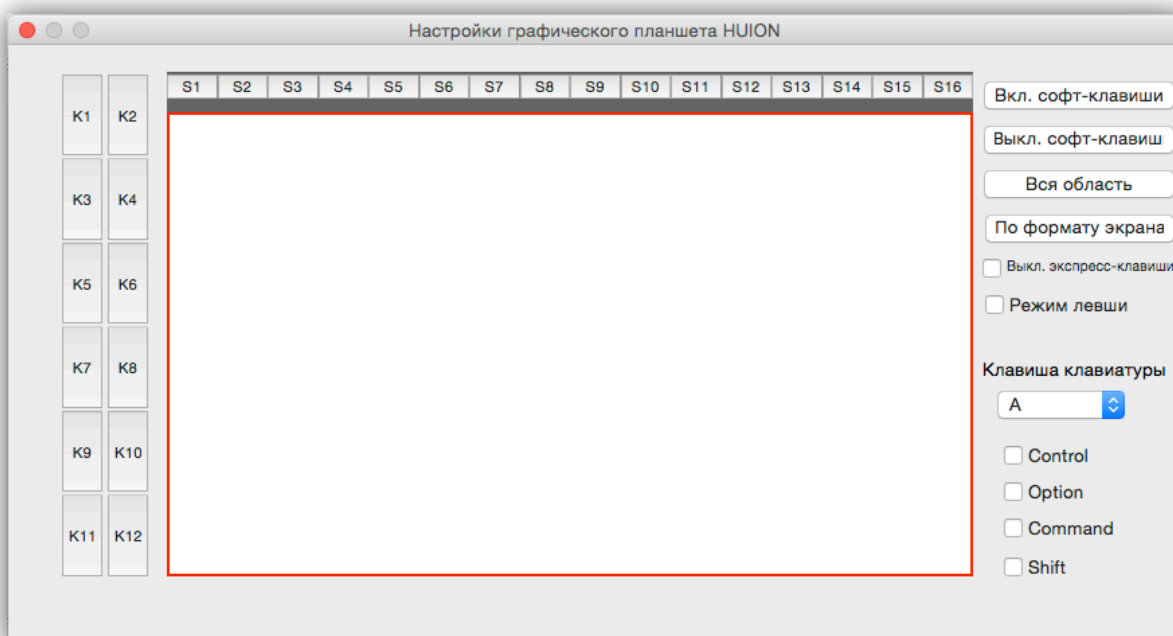 Настройки графического планшета HUION
S1 S2 S3 S4 S5 S6 S7 S8 S9 S10 S11 S12 S13 S14 S15 S16
K1 K2
K3 K4
K5 K6
K7 K8
K9 K10
K11 K12
Вкл. софт-клавиши
Выкл. софт-клавиш
Вся область
По формату экрана
Выкл. экспресс-клавиши
Режим левши
Клавиша клавиатуры
A
Control
Option
Command
Shift